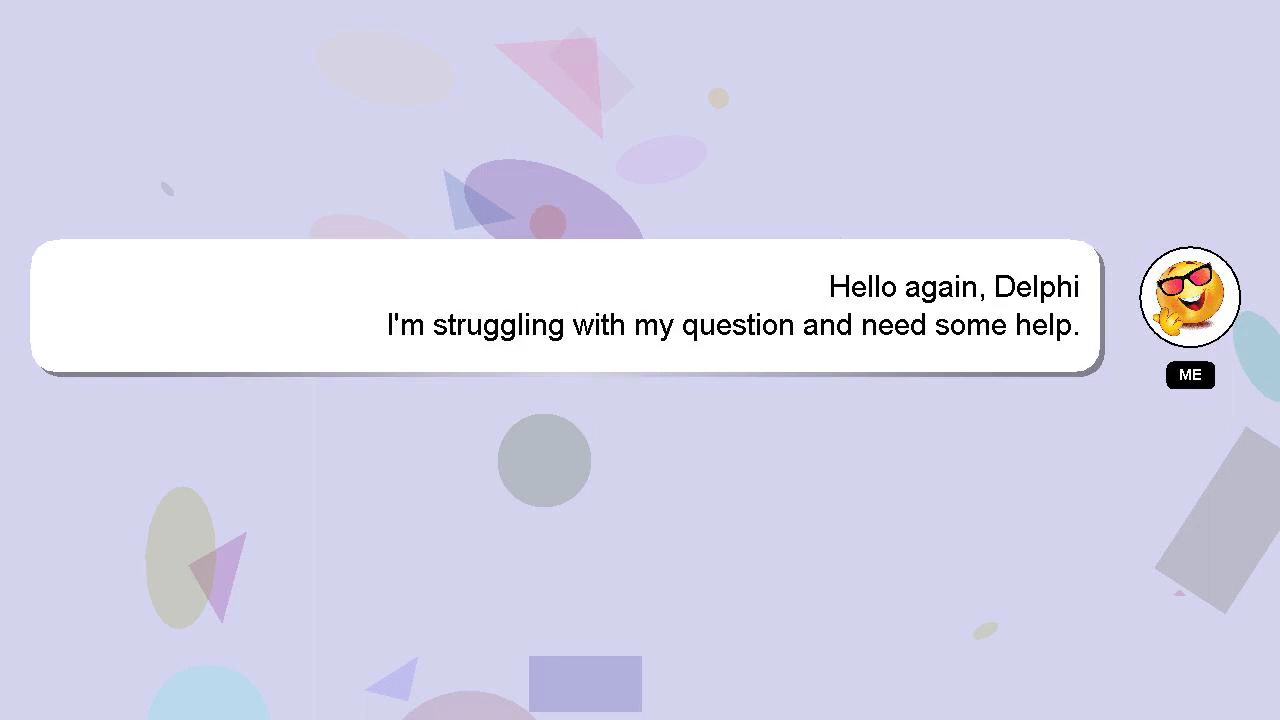 Hello again, Delphi
I'm struggling with my question and need some help.
ME